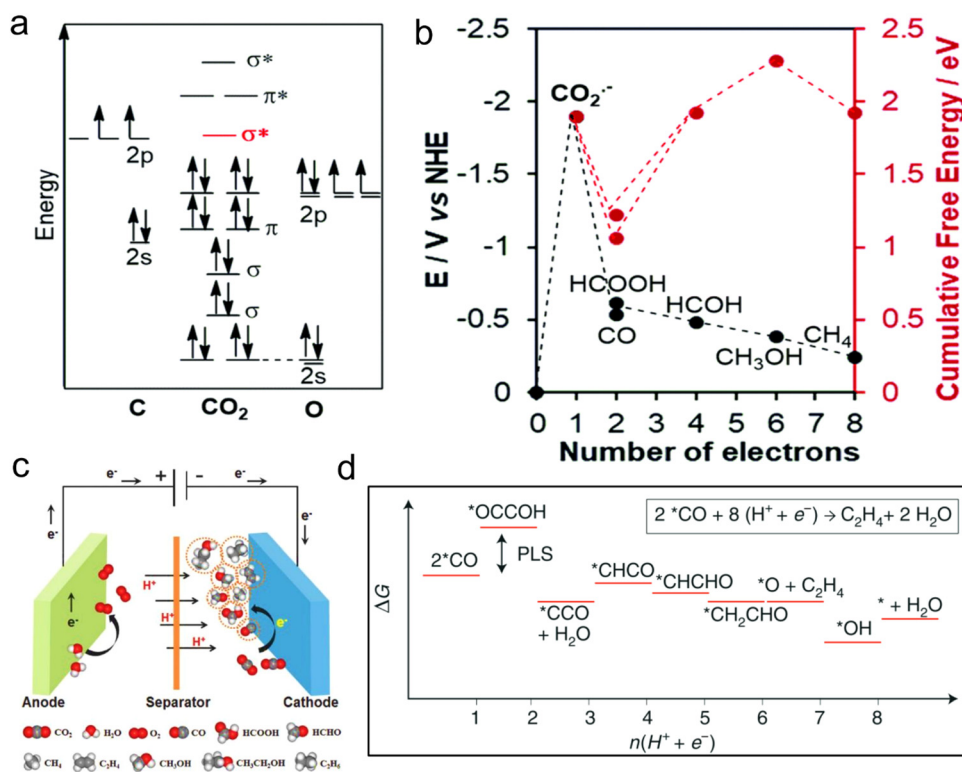 a
Energy
σ*
π*
σ*
2p
2s
π
σ
σ
2p
2s
C
CO₂
O
b
E / V vs NHE
-2.5
-2
-1.5
-1
-0.5
0
CO₂·⁻
HCOOH
CO
HCOH
CH₃OH
CH₄
2.5
2
1.5
1
0.5
0
Cumulative Free Energy / eV
0 1 2 3 4 5 6 7 8
Number of electrons
c
e⁻ + − e⁻
e⁻
e⁻
e⁻
e⁻
H⁺
H⁺
H⁺
H⁺
Anode Separator Cathode
CO₂ H₂O O₂ CO HCOOH HCHO
CH₄ C₂H₄ CH₃OH CH₃CH₂OH C₂H₆
d
2 *CO + 8 (H⁺ + e⁻) → C₂H₄ + 2 H₂O
*OCCOH
2*CO
PLS
*CCO
+ H₂O
*CHCO
*CHCHO
*CH₂CHO
*O + C₂H₄
*OH
* + H₂O
ΔG
1 2 3 4 5 6 7 8
n(H⁺ + e⁻)